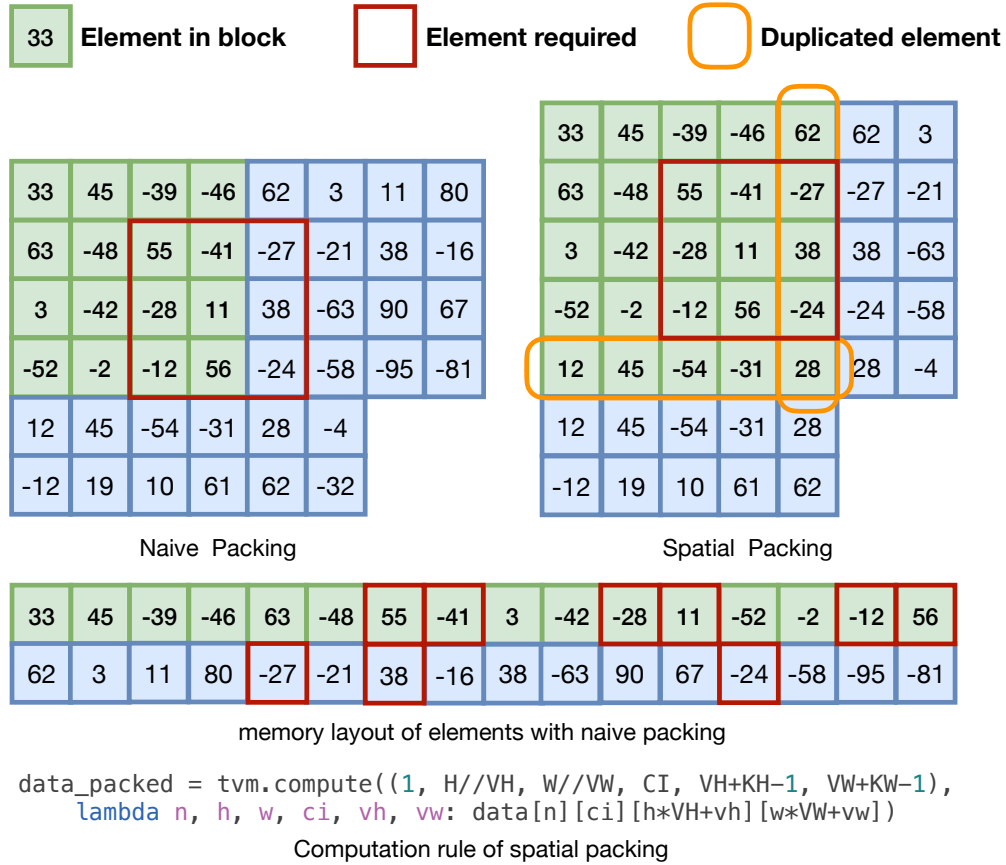 33 Element in block Element required Duplicated element
33 45 -39 -46 62 3 11 80
63 -48 55 -41 -27 -21 38 -16
3 -42 -28 11 38 -63 90 67
-52 -2 -12 56 -24 -58 -95 -81
12 45 -54 -31 28 -4
-12 19 10 61 62 -32
Naive Packing
33 45 -39 -46 62 62 3
63 -48 55 -41 -27 -27 -21
3 -42 -28 11 38 38 -63
-52 -2 -12 56 -24 -24 -58
12 45 -54 -31 28 28 -4
12 45 -54 -31 28
-12 19 10 61 62
Spatial Packing
33 45 -39 -46 63 -48 55 -41 3 -42 -28 11 -52 -2 -12 56
62 3 11 80 -27 -21 38 -16 38 -63 90 67 -24 -58 -95 -81
memory layout of elements with naive packing
data_packed = tvm.compute((1, H//VH, W//VW, CI, VH+KH-1, VW+KW-1),
lambda n, h, w, ci, vh, vw: data[n][ci][h*VH+vh][w*VW+vw])
Computation rule of spatial packing